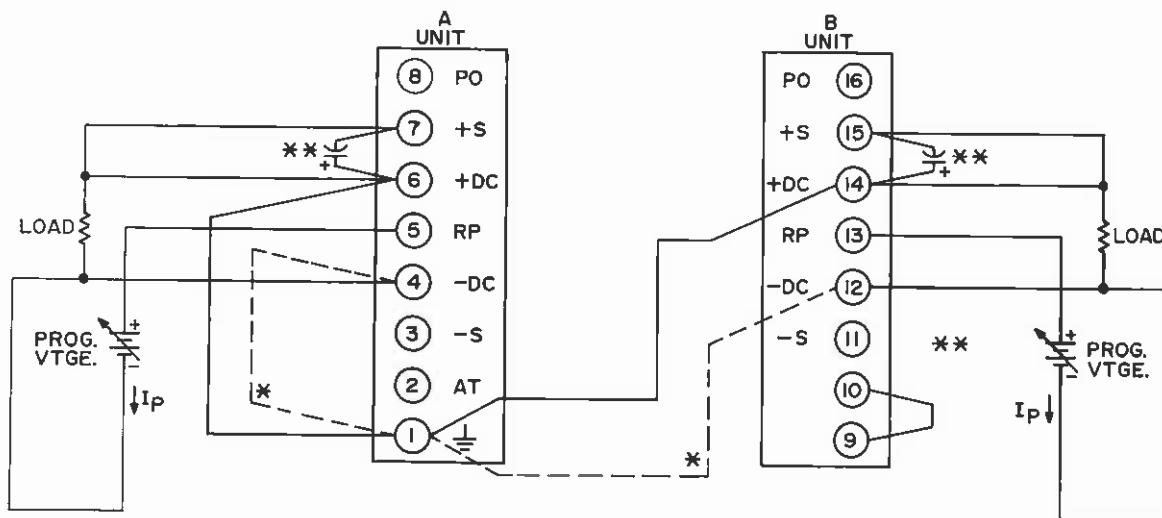 A
UNIT
8 PO
7 +S
6 +DC
5 RP
4 -DC
3 -S
2 AT
1
**
+
*
LOAD
PROG.
VTGE.
+
-
Ip
B
UNIT
PO 16
+S 15
+DC 14
RP 13
-DC 12
-S 11
10
9
**
+
**
*
LOAD
PROG.
VTGE.
+
-
Ip